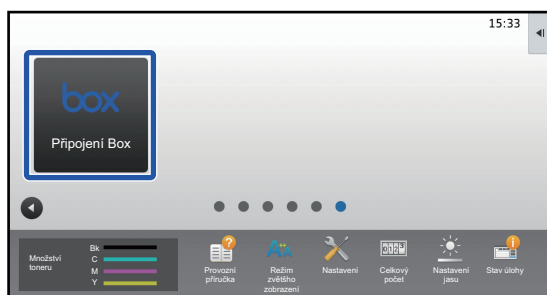 15:33
box
Připojení Box
Množství
toneru
Bk
C
M
Y
Provozní
příručka
Režim
zvětšho
zobrazení
Nastavení
Celkový
počet
Nastavení
jasu
Stav úlohy